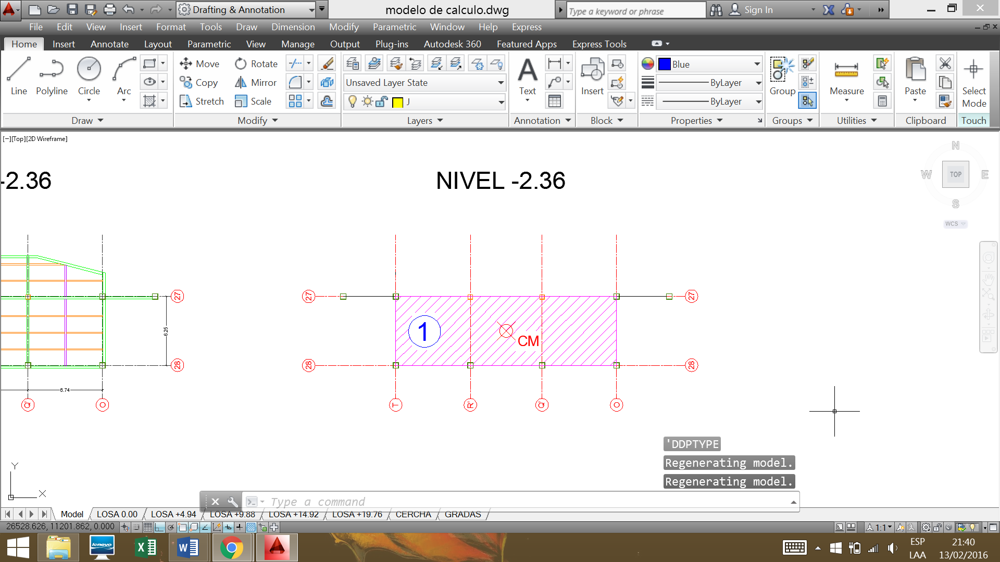 Drafting & Annotation
modelo de calculo.dwg
Type a keyword or phrase
Sign In
File Edit View Insert Format Tools Draw Dimension Modify Parametric Window Help Express
Home Insert Annotate Layout Parametric View Manage Output Plug-ins Autodesk 360 Featured Apps Express Tools
Line Polyline Circle Arc
Move Rotate
Copy Mirror
Stretch Scale
Unsaved Layer State
J
Text
Insert
Blue
ByLayer
ByLayer
Group
Measure
Paste
Select
Mode
Draw Modify Layers Annotation Block Properties Groups Utilities Clipboard Touch
[−][Top][2D Wireframe]
-2.36
NIVEL -2.36
N
W TOP E
S
WCS
27
27
27
6.25
1
CM
28
28
28
6.74
Q O
T R Q O
'DDPTYPE
Regenerating model.
Regenerating model.
Y
X
Type a command
Model LOSA 0.00 LOSA +4.94 LOSA +9.88 LOSA +14.92 LOSA +19.76 CERCHA GRADAS
26528.626, 11201.862, 0.000
1:1
lenovo
ESP
LAA
21:40
13/02/2016